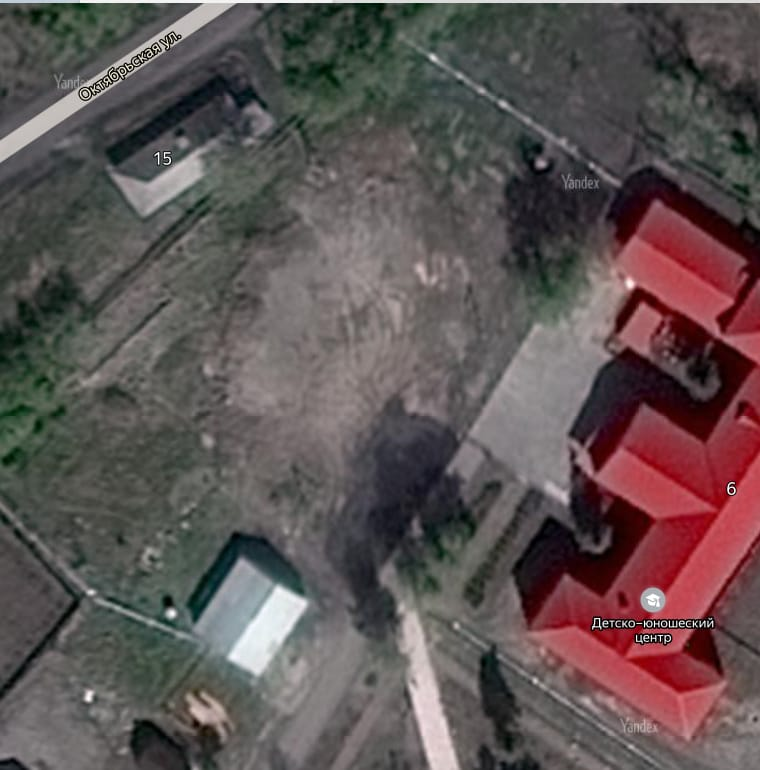 Октябрьская ул.
Yandex
15
Yandex
6
Детско-юношеский
центр
Yandex